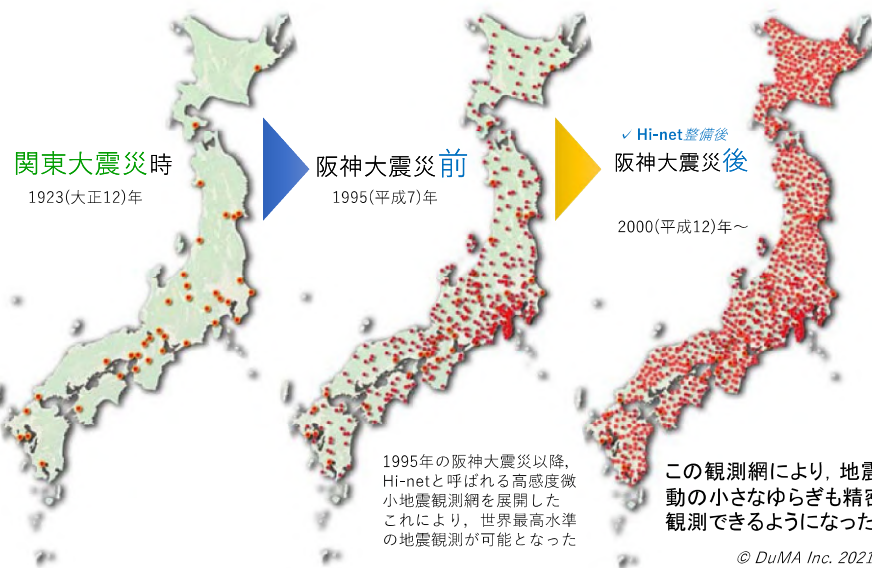 関東大震災時
1923(大正12)年
阪神大震災前
1995(平成7)年
✓ Hi-net整備後
阪神大震災後
2000(平成12)年～
1995年の阪神大震災以降,
Hi-netと呼ばれる高感度微
小地震観測網を展開した
これにより，世界最高水準
の地震観測が可能となった
この観測網により, 地震
動の小さなゆらぎも精密
観測できるようになった
© DuMA Inc. 2021